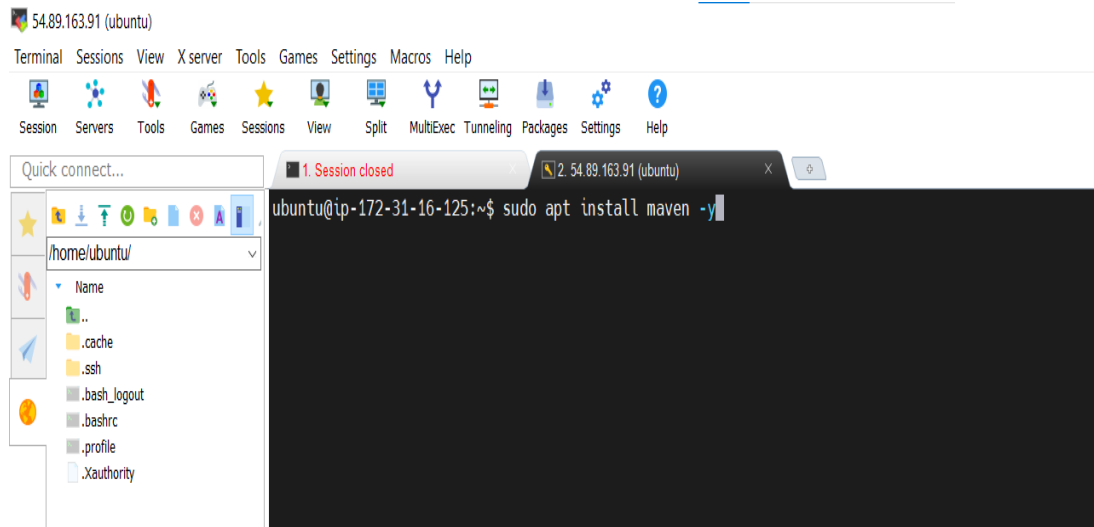 54.89.163.91 (ubuntu)
Terminal Sessions View X server Tools Games Settings Macros Help
Session Servers Tools Games Sessions View Split MultiExec Tunneling Packages Settings Help
Quick connect...
1. Session closed
2. 54.89.163.91 (ubuntu)
/home/ubuntu/
Name
..
.cache
.ssh
.bash_logout
.bashrc
.profile
.Xauthority
ubuntu@ip-172-31-16-125:~$ sudo apt install maven -y